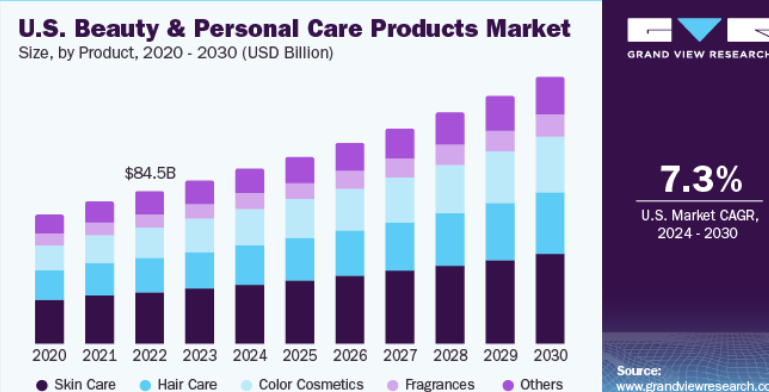 U.S. Beauty & Personal Care Products Market
Size, by Product, 2020 - 2030 (USD Billion)
$84.5B
2020 2021 2022 2023 2024 2025 2026 2027 2028 2029 2030
Skin Care Hair Care Color Cosmetics Fragrances Others
GRAND VIEW RESEARCH
7.3%
U.S. Market CAGR,
2024 - 2030
Source:
www.grandviewresearch.co